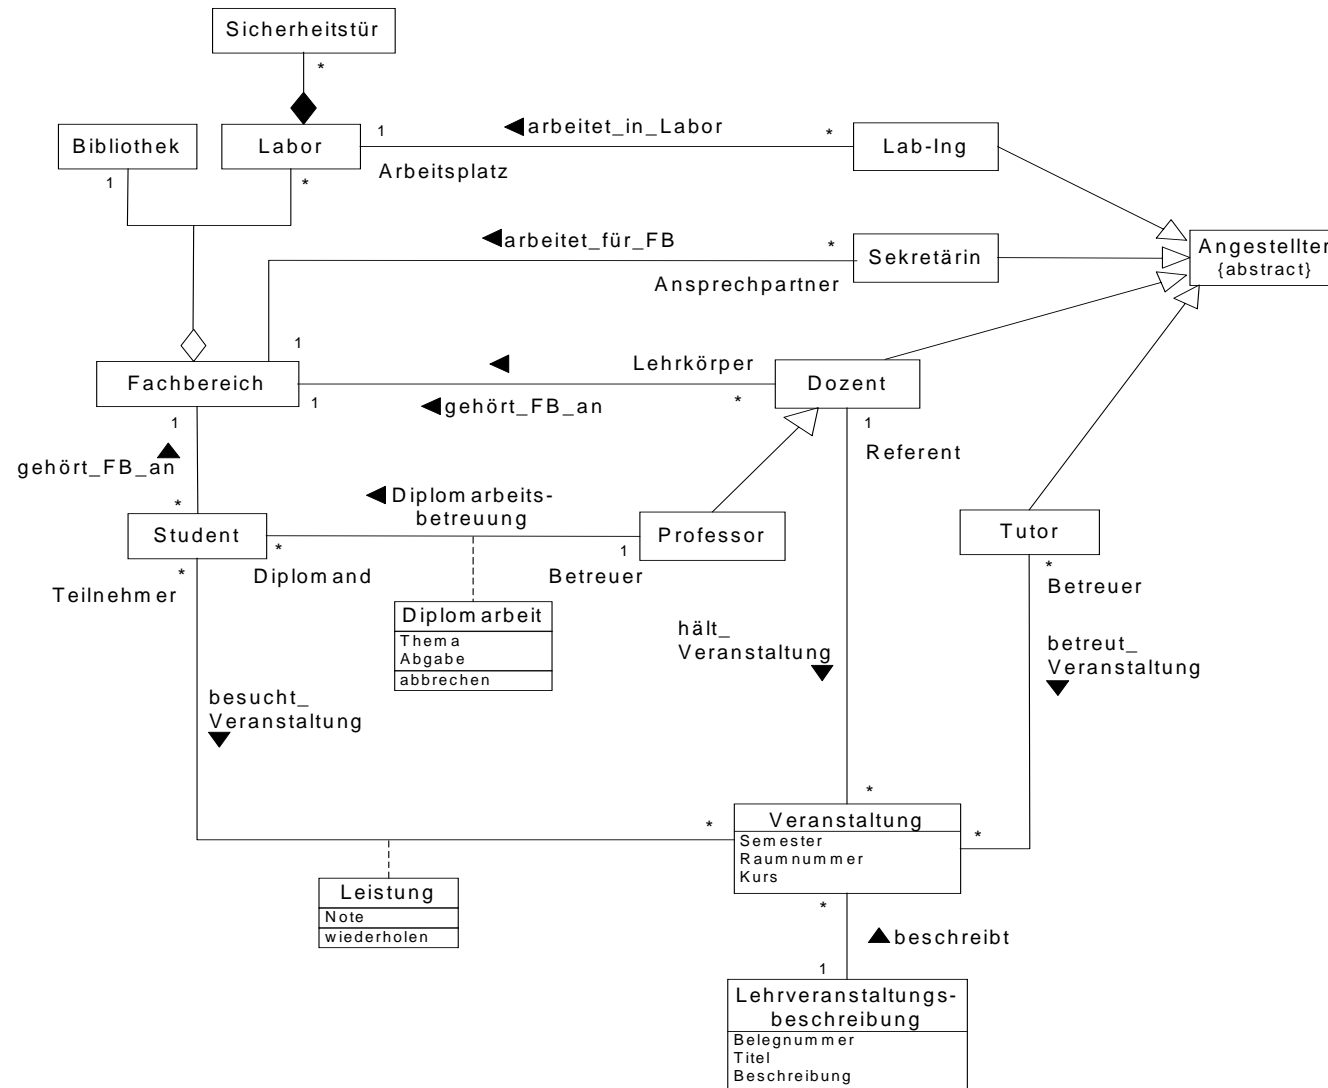 Sicherheitstür
*
Bibliothek
Labor
1
arbeitet_in_Labor
*
Lab-Ing
Arbeitsplatz
1
*
arbeitet_für_FB
*
Sekretärin
Angestellter
{abstract}
Ansprechpartner
1
Lehrkörper
Fachbereich
Dozent
1
gehört_FB_an
*
1
1
Referent
gehört_FB_an
*
Diplomarbeits-
betreuung
Student
Professor
Tutor
*
*
1
*
Teilnehmer
Diplomand
Betreuer
Betreuer
Diplomarbeit
Thema
Abgabe
abbrechen
hält_
Veranstaltung
betreut_
Veranstaltung
besucht_
Veranstaltung
*
*
Veranstaltung
*
Semester
Raumnummer
Kurs
Leistung
Note
wiederholen
*
beschreibt
1
Lehrveranstaltungs-
beschreibung
Belegnummer
Titel
Beschreibung